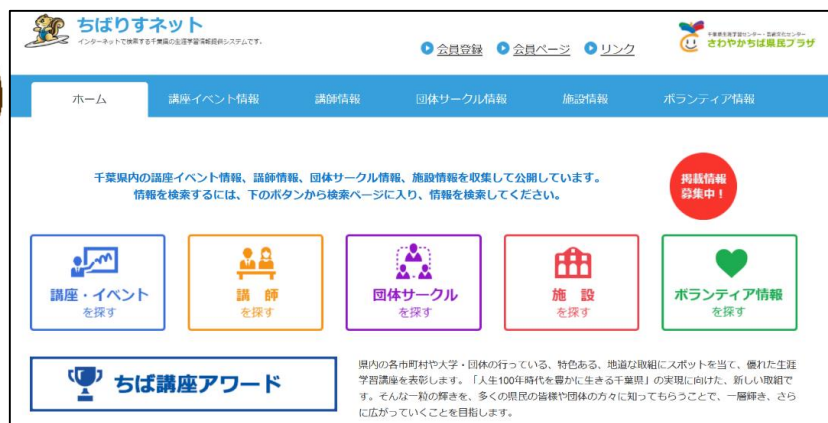 ちばりすネット
インターネットで検索する千葉県の生涯学習情報提供システムです。
会員登録 会員ページ リンク
千葉県生涯学習センター・芸術文化センター
さわやかちば県民プラザ
ホーム 講座イベント情報 講師情報 団体サークル情報 施設情報 ボランティア情報
千葉県内の講座イベント情報、講師情報、団体サークル情報、施設情報を収集して公開しています。
情報を検索するには、下のボタンから検索ページに入り、情報を検索してください。
掲載情報
募集中！
講座・イベント
を探す
講 師
を探す
団体サークル
を探す
施 設
を探す
ボランティア情報
を探す
ちば講座アワード
県内の各市町村や大学・団体の行っている、特色ある、地道な取組にスポットを当て、優れた生涯
学習講座を表彰します。「人生100年時代を豊かに生きる千葉県」の実現に向けた、新しい取組で
す。そんな一粒の輝きを、多くの県民の皆様や団体の方々に知ってもらうことで、一層輝き、さら
に広がっていくことを目指します。